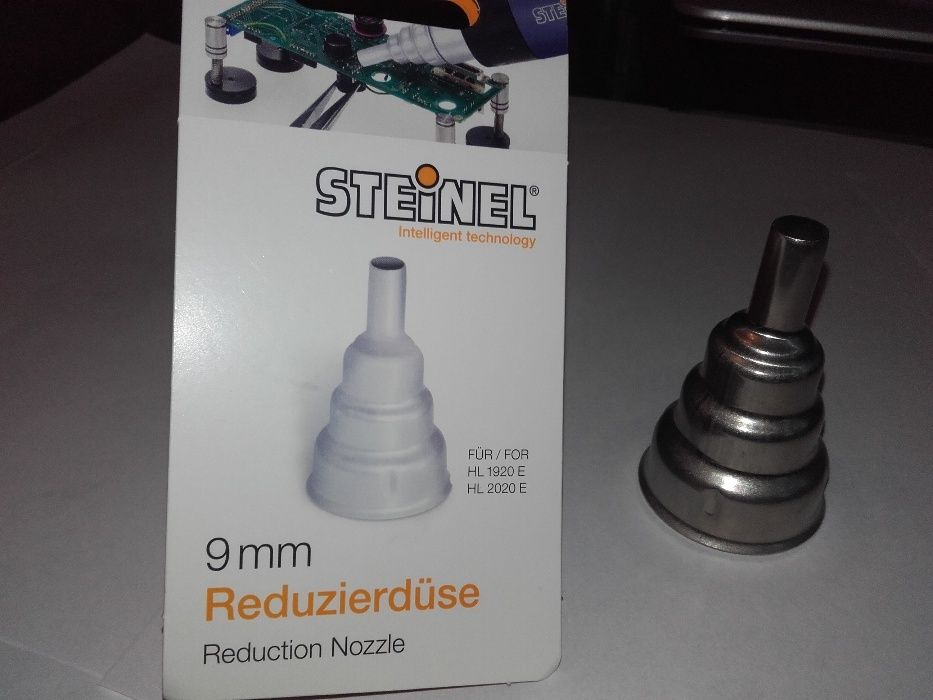 STEINEL®
Intelligent technology
FÜR / FOR
HL 1920 E
HL 2020 E
9 mm
Reduzierdüse
Reduction Nozzle